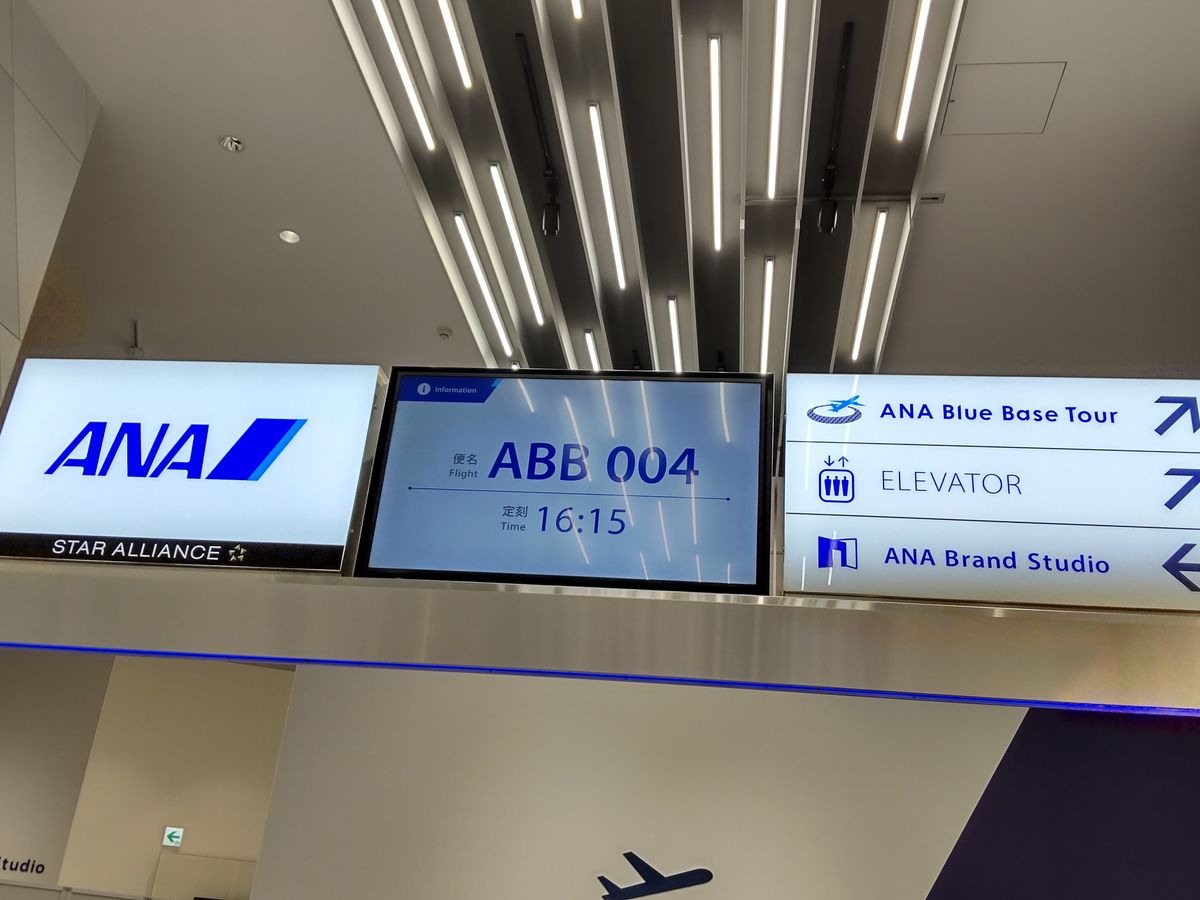 ANA
STAR ALLIANCE
i Information
便名
Flight
ABB 004
定刻
Time
16:15
ANA Blue Base Tour
ELEVATOR
ANA Brand Studio
tudio